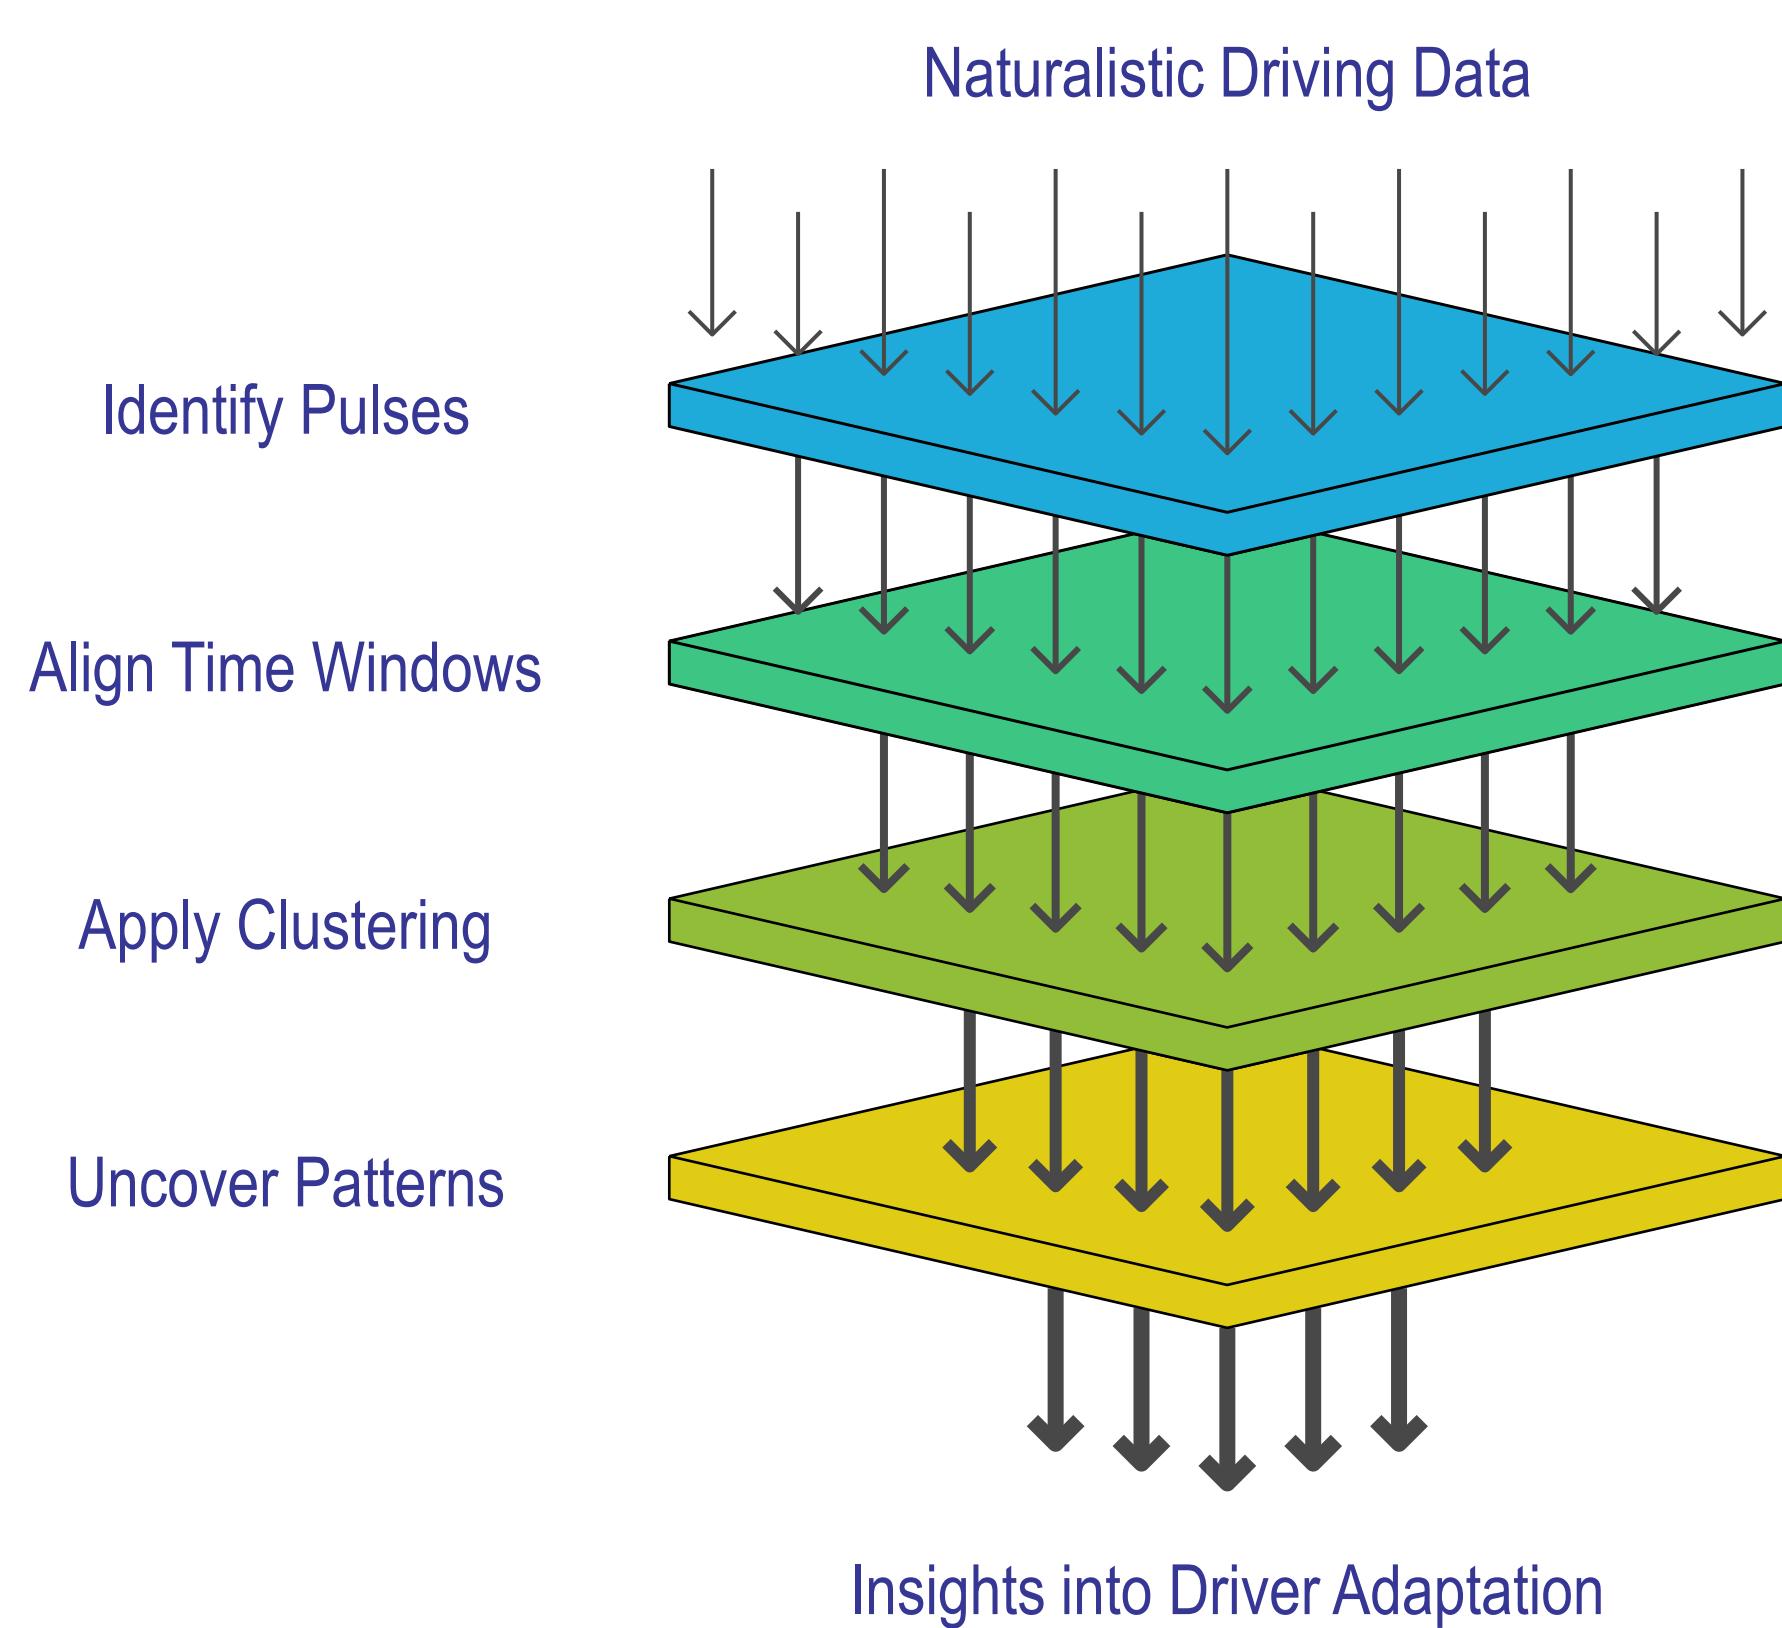 Naturalistic Driving Data
Identify Pulses
Align Time Windows
Apply Clustering
Uncover Patterns
Insights into Driver Adaptation